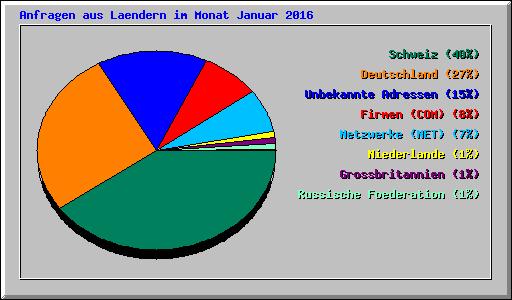 Anfragen aus Laendern im Monat Januar 2016
Schweiz (40%)
Deutschland (27%)
Unbekannte Adressen (15%)
Firmen (COM) (8%)
Netzwerke (NET) (7%)
Niederlande (1%)
Grossbritannien (1%)
Russische Foederation (1%)